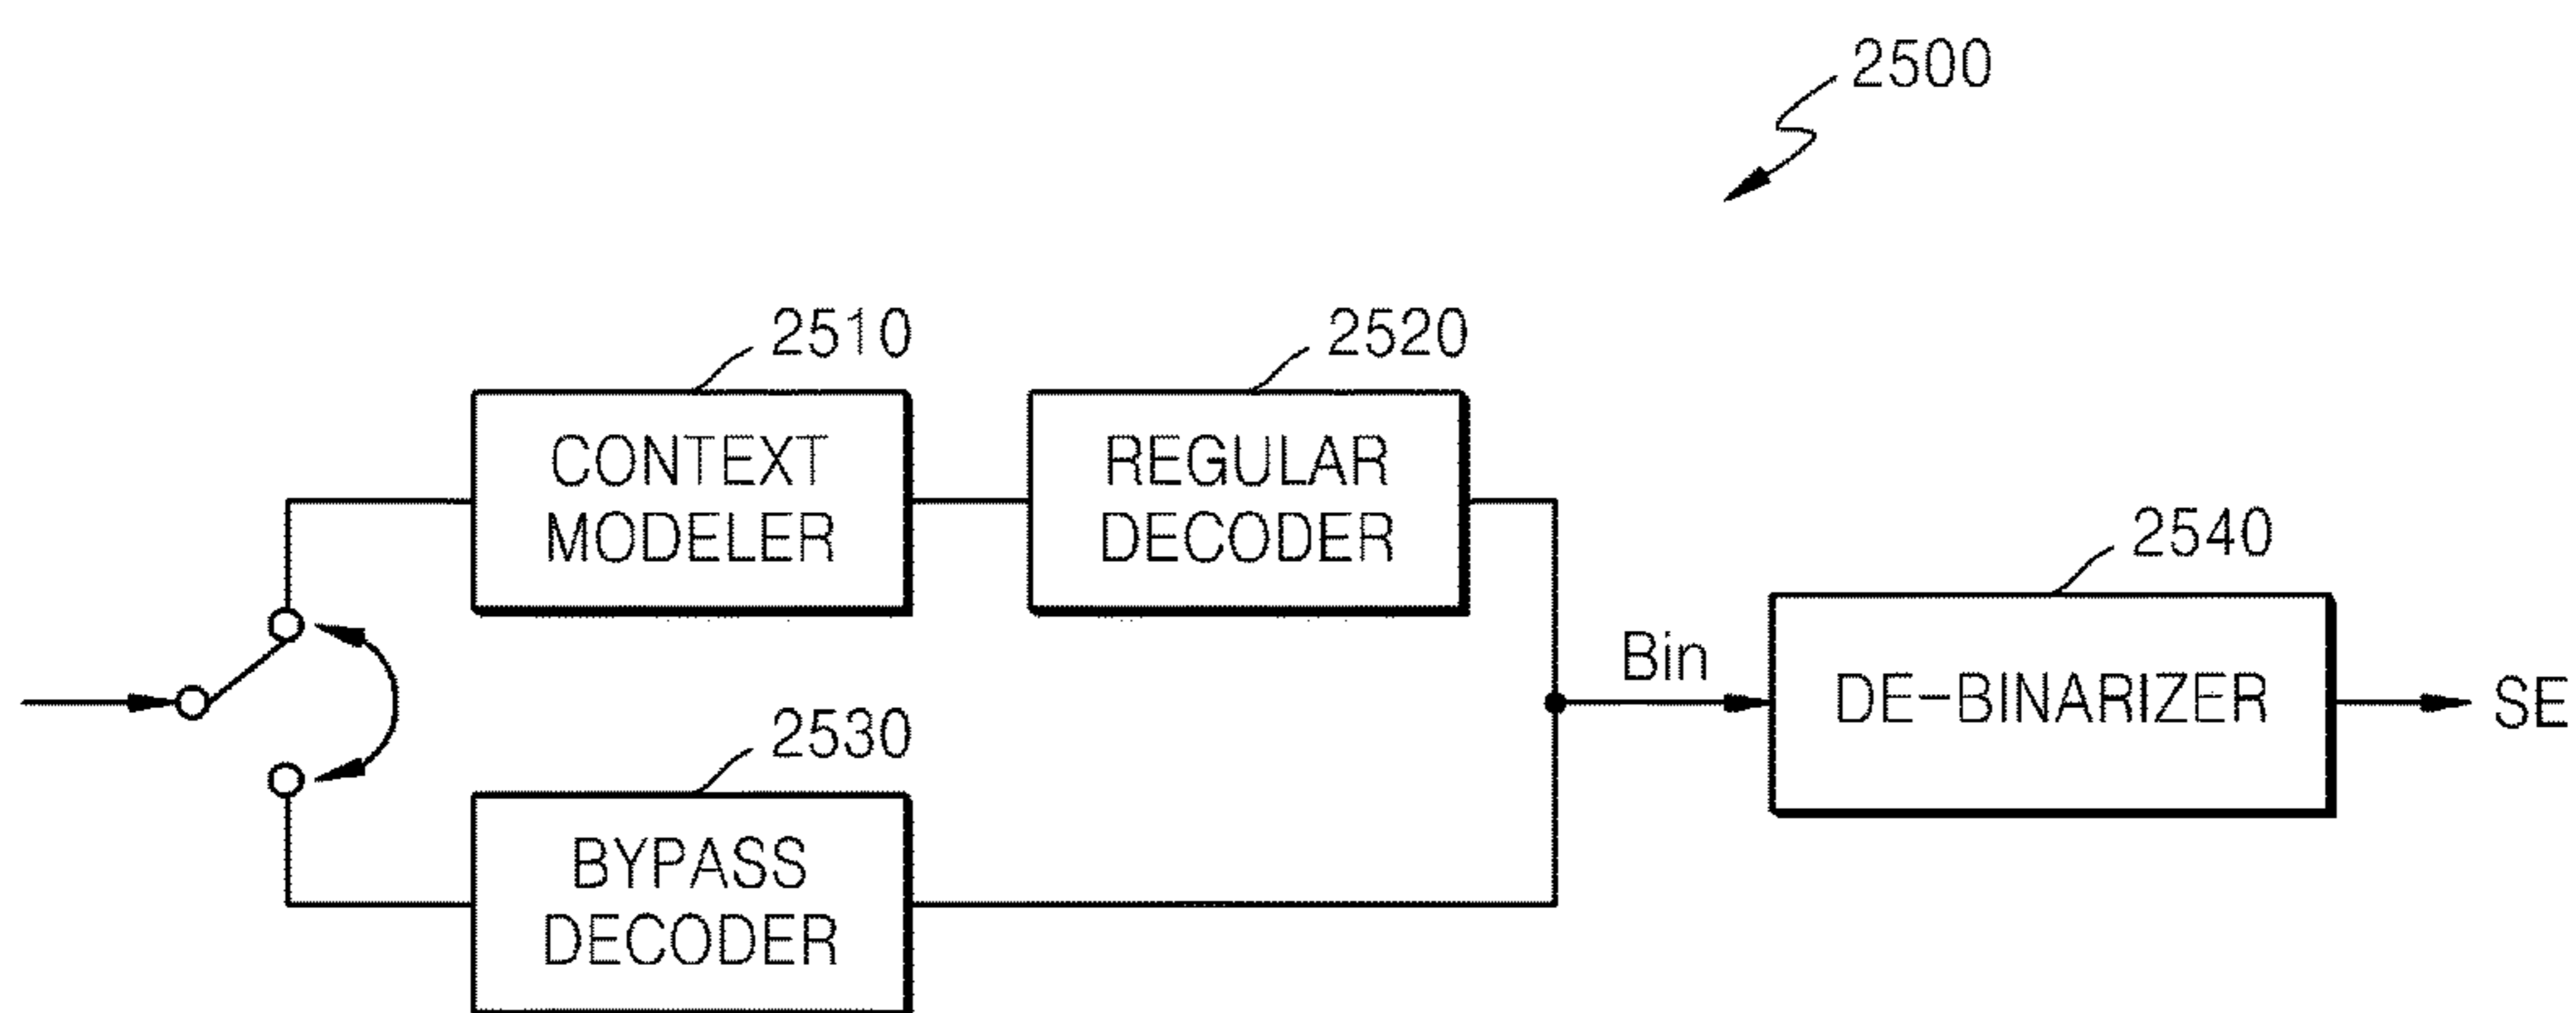 2500
2510
2520
CONTEXT
MODELER
REGULAR
DECODER
2540
Bin
DE-BINARIZER
SE
2530
BYPASS
DECODER